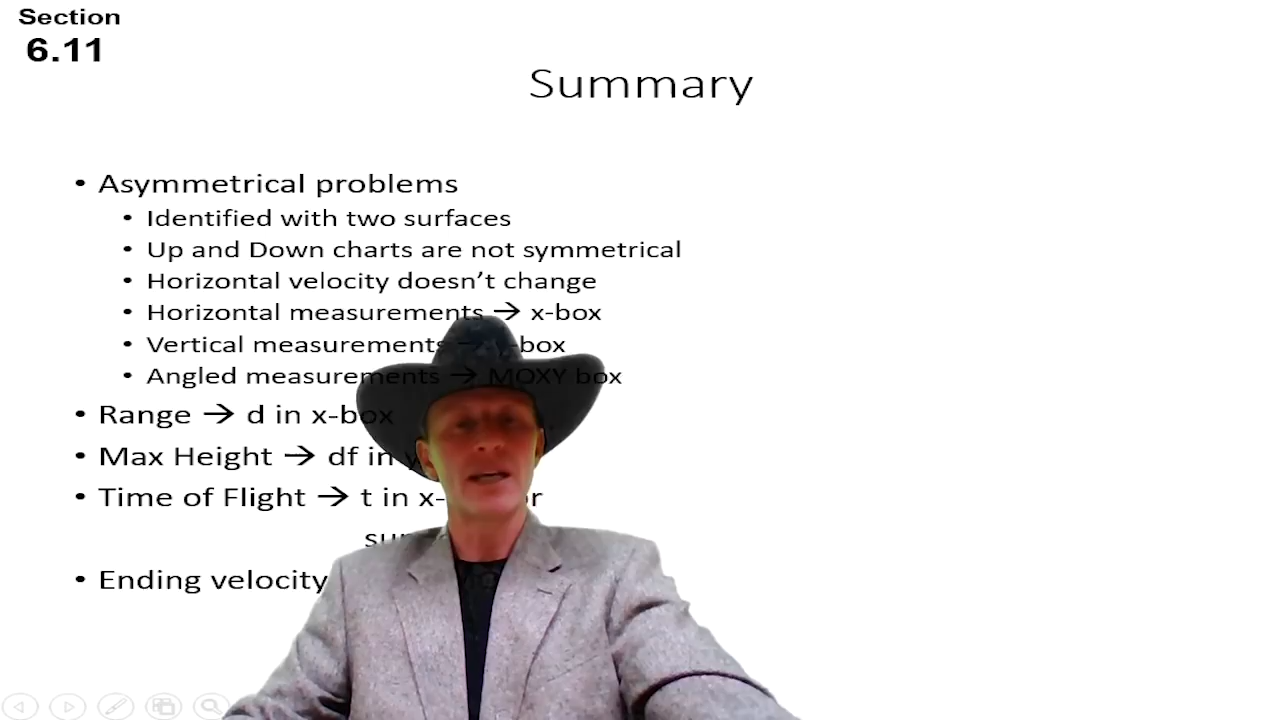 Section
6.11
Summary
• Asymmetrical problems
• Identified with two surfaces
• Up and Down charts are not symmetrical
• Horizontal velocity doesn't change
• Horizontal measurements → x-box
• Vertical measurements → -box
• Angled measurements → MOXY box
• Range → d in x-box
• Max Height → df in y
• Time of Flight → t in x-
• Ending velocity